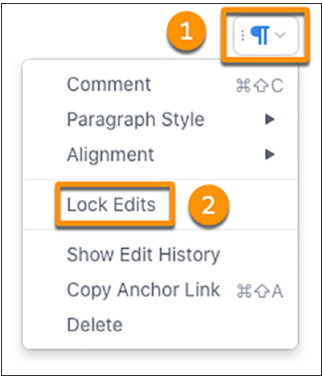 1
¶
Comment ⌘⇧C
Paragraph Style
Alignment
Lock Edits 2
Show Edit History
Copy Anchor Link ⌘⇧A
Delete